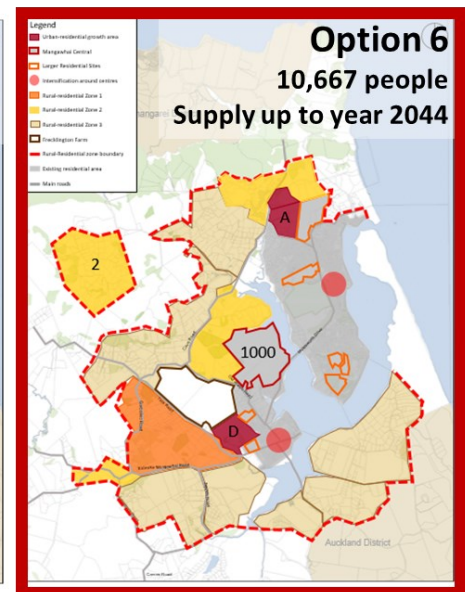 Legend
Urban-residential growth area
Mangawhai Central
Larger Residential Sites
Intensification around centres
Rural-residential Zone 1
Rural-residential Zone 2
Rural-residential Zone 3
Frecklington Farm
Rural-Residential zone boundary
Existing residential area
Main roads
Option 6
10,667 people
Supply up to year 2044
A
2
1000
D
Auckland District